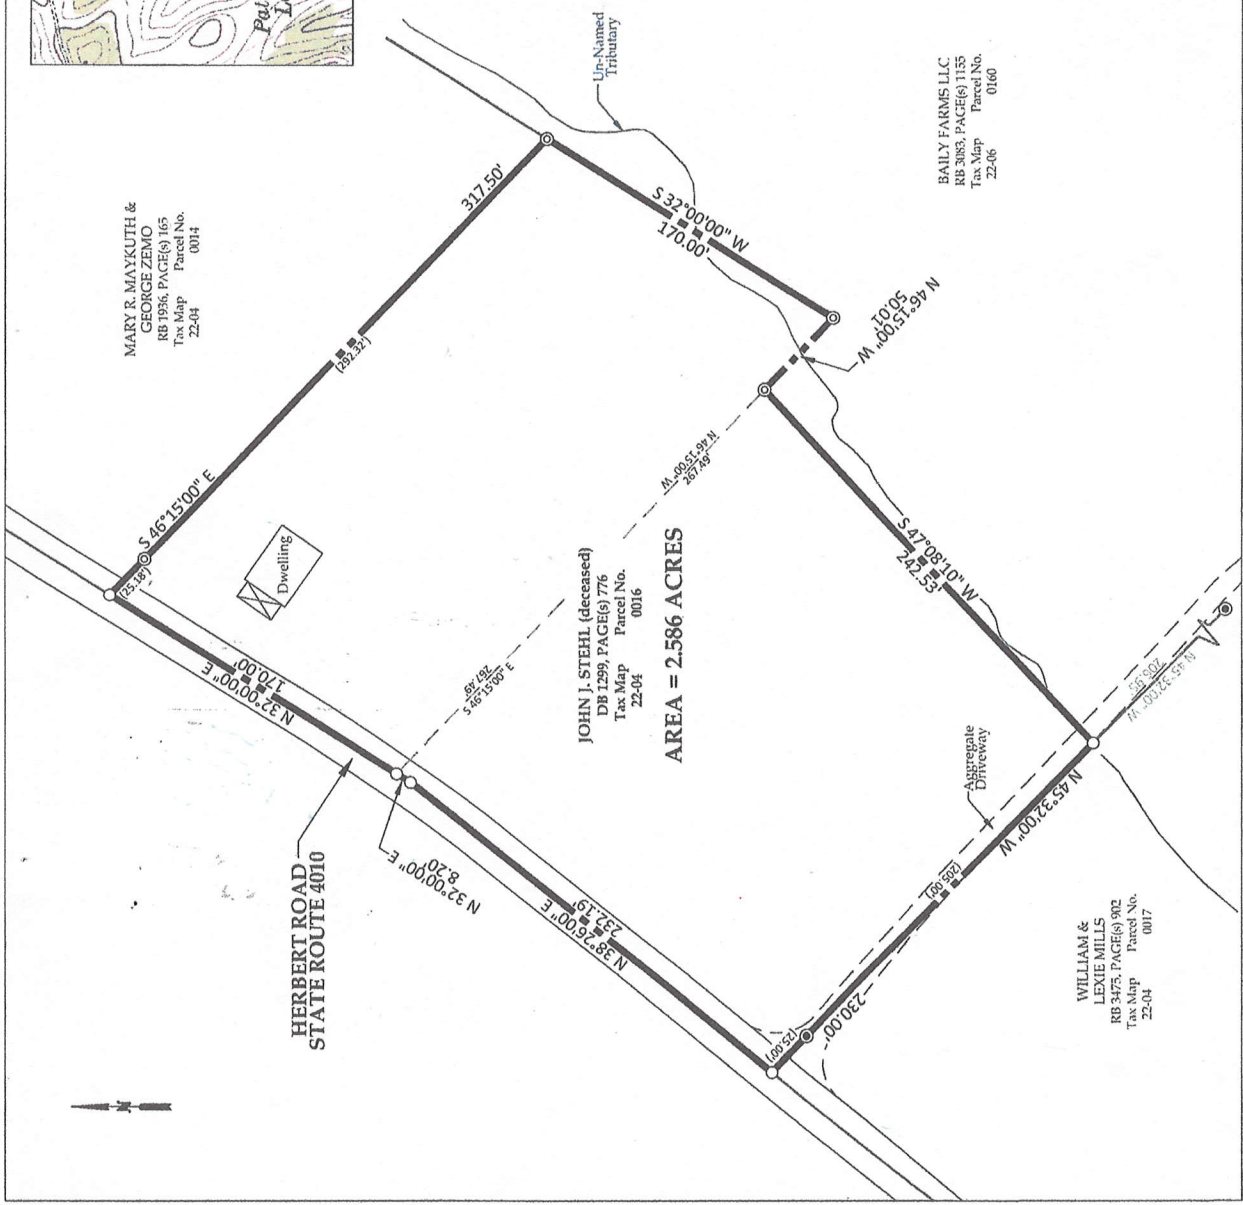 Un-Named
Tributary
MARY R. MAYKUTH &
GEORGE ZEMO
RB 1936, PAGE(s) 165
Tax Map Parcel No.
22-04 0014
BAILY FARMS LLC
RB 3083, PAGE(s) 1155
Tax Map Parcel No.
22-06 0160
317.50'
(292.32')
S 46°15'00" E
(25.18')
S 32°00'00" W
170.00'
N 46°15'00" W
50.01'
Dwelling
N 32°00'00" E
170.00'
N 46°15'00" W
267.49'
S 46°15'00" E
267.49'
JOHN J. STEHL (deceased)
DB 1299, PAGE(s) 776
Tax Map Parcel No.
22-04 0016
AREA = 2.586 ACRES
S 47°08'10" W
242.53'
HERBERT ROAD
STATE ROUTE 4010
N 32°00'00" E
8.20'
N 38°26'00" E
232.19'
Aggregate
Driveway
N 45°32'00" W
206.95'
N 45°32'00" W
(205.00')
230.00'
(25.00')
WILLIAM &
LEXIE MILLS
RB 3475, PAGE(s) 902
Tax Map Parcel No.
22-04 0017
N